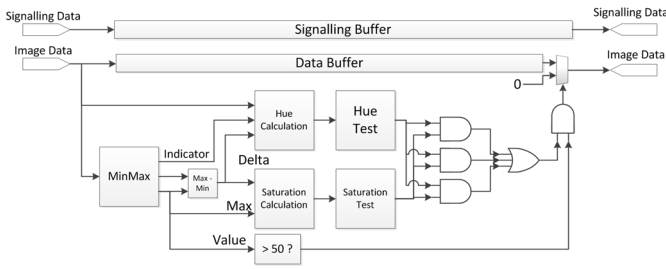 Signalling Data
Signalling Buffer
Signalling Data
Image Data
Data Buffer
Image Data
0
Hue
Calculation
Hue
Test
Indicator
Delta
MinMax
Max -
Min
Saturation
Calculation
Saturation
Test
Max
Value
> 50 ?